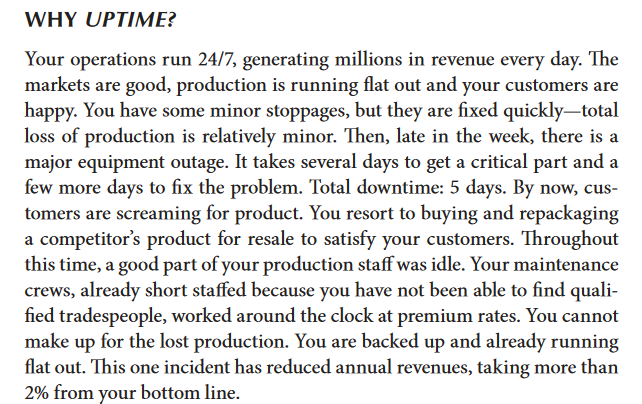 WHY UPTIME?
Your operations run 24/7, generating millions in revenue every day. The
markets are good, production is running flat out and your customers are
happy. You have some minor stoppages, but they are fixed quickly—total
loss of production is relatively minor. Then, late in the week, there is a
major equipment outage. It takes several days to get a critical part and a
few more days to fix the problem. Total downtime: 5 days. By now, cus-
tomers are screaming for product. You resort to buying and repackaging
a competitor's product for resale to satisfy your customers. Throughout
this time, a good part of your production staff was idle. Your maintenance
crews, already short staffed because you have not been able to find quali-
fied tradespeople, worked around the clock at premium rates. You cannot
make up for the lost production. You are backed up and already running
flat out. This one incident has reduced annual revenues, taking more than
2% from your bottom line.